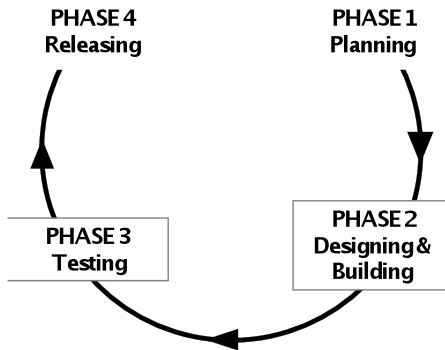 PHASE 4
Releasing
PHASE 1
Planning
PHASE 3
Testing
PHASE 2
Designing &
Building